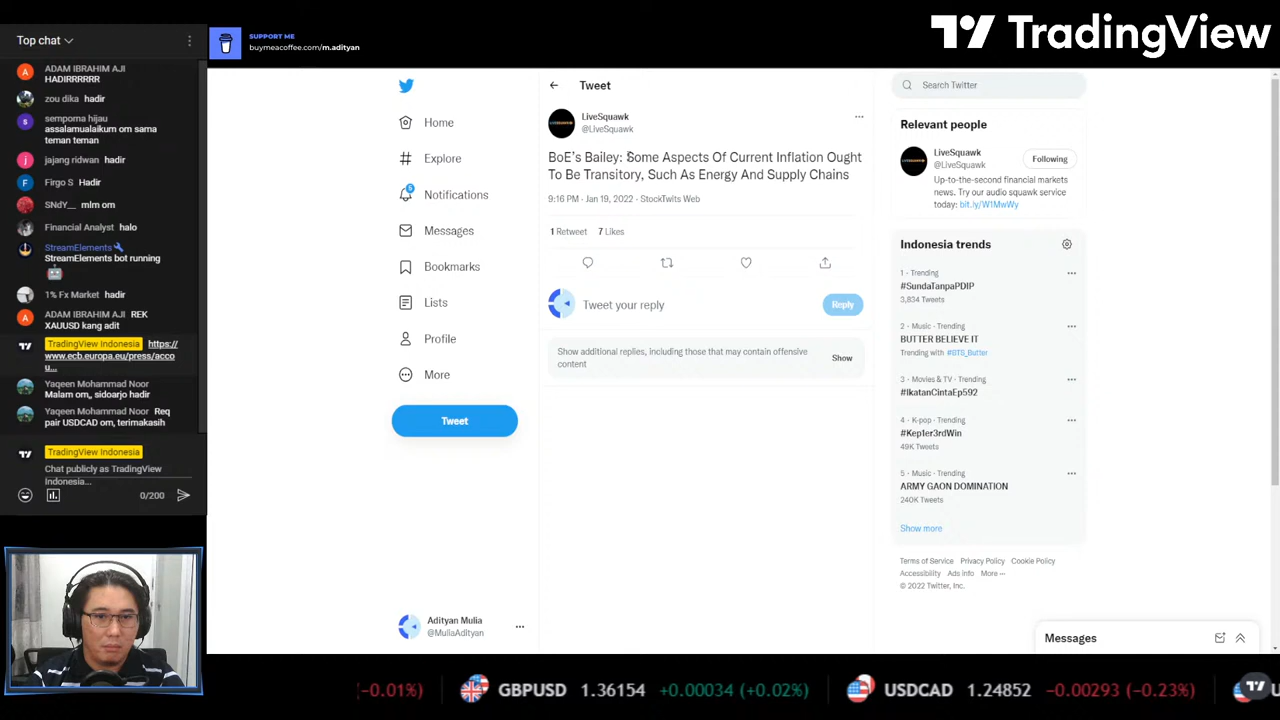 Top chat
ADAM IBRAHIM AJI
HADIRRRRRR
zou dika hadir
sempoma hijau
assalamualaikum om sama
teman teman
jajang ridwan hadir
Firgo S Hadir
SNdY__ mlm om
Financial Analyst halo
StreamElements
StreamElements bot running
1% Fx Market hadir
ADAM IBRAHIM AJI REK
XAUUSD kang adit
TradingView Indonesia https://
www.ecb.europa.eu/press/acco
u...
Yaqeen Mohammad Noor
Malam om,, sidoarjo hadir
Yaqeen Mohammad Noor Req
pair USDCAD om, terimakasih
TradingView Indonesia
Chat publicly as TradingView
Indonesia...
0/200
SUPPORT ME
buymeacoffee.com/m.adityan
TradingView
Home
Explore
5
Notifications
Messages
Bookmarks
Lists
Profile
More
Tweet
Adityan Mulia
@MuliaAdityan
Tweet
LiveSquawk
@LiveSquawk
BoE's Bailey: Some Aspects Of Current Inflation Ought
To Be Transitory, Such As Energy And Supply Chains
9:16 PM · Jan 19, 2022 · StockTwits Web
1 Retweet 7 Likes
Tweet your reply
Reply
Show additional replies, including those that may contain offensive
content
Show
Search Twitter
Relevant people
LiveSquawk
@LiveSquawk
Following
Up-to-the-second financial markets
news. Try our audio squawk service
today: bit.ly/W1MwWy
Indonesia trends
1 · Trending
#SundaTanpaPDIP
3,834 Tweets
2 · Music · Trending
BUTTER BELIEVE IT
Trending with #BTS_Butter
3 · Movies & TV · Trending
#IkatanCintaEp592
4 · K-pop · Trending
#Kep1er3rdWin
49K Tweets
5 · Music · Trending
ARMY GAON DOMINATION
240K Tweets
Show more
Terms of Service Privacy Policy Cookie Policy
Accessibility Ads info More ···
© 2022 Twitter, Inc.
Messages
(−0.01%) GBPUSD 1.36154 +0.00034 (+0.02%) USDCAD 1.24852 −0.00293 (−0.23%) U